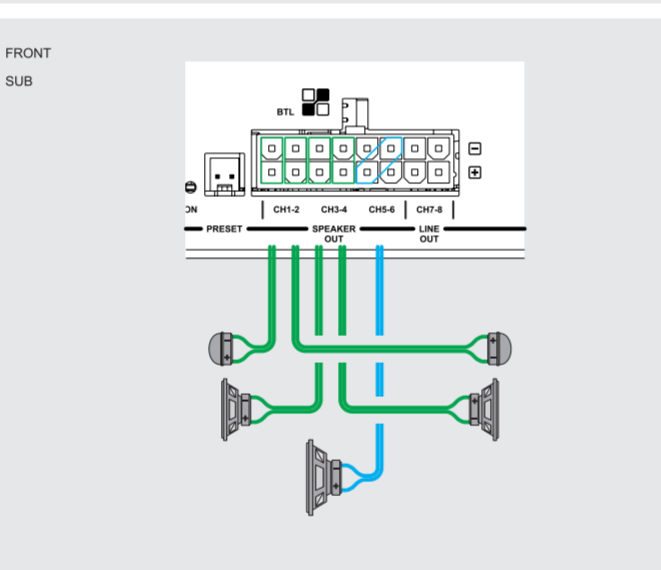 FRONT
SUB
BTL
−
+
ON
CH1-2 CH3-4 CH5-6 CH7-8
PRESET SPEAKER OUT LINE OUT
− +
− +
+ −
+ −
+ −